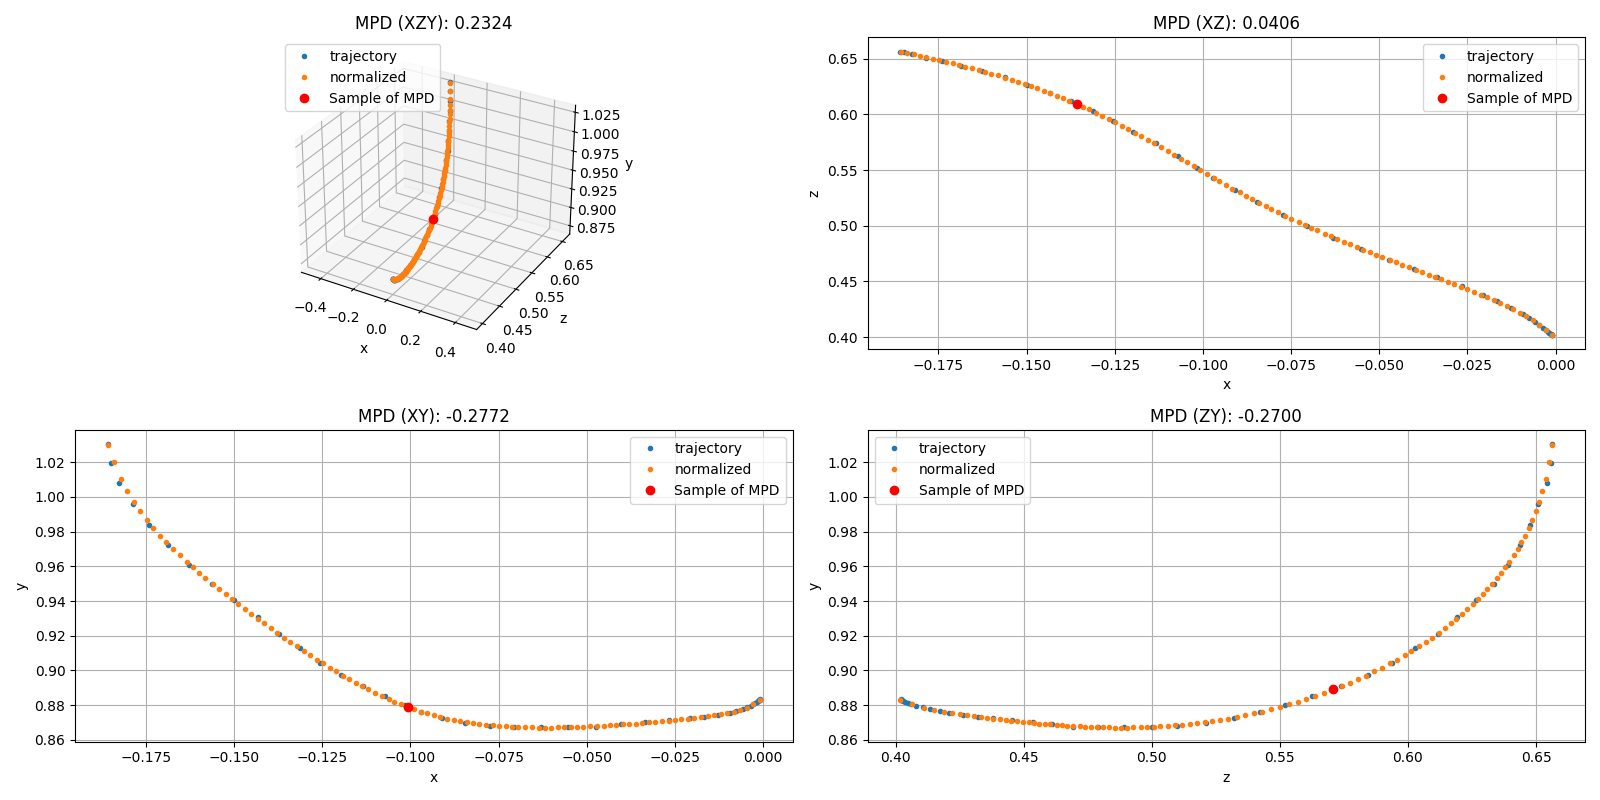 MPD (XZY): 0.2324
trajectory
normalized
Sample of MPD
1.025
1.000
0.975
0.950
0.925
0.900
0.875
y
0.65
0.60
0.55
0.50
0.45
0.40
z
−0.4
−0.2
0.0
0.2
0.4
x
MPD (XZ): 0.0406
trajectory
normalized
Sample of MPD
0.65
0.60
0.55
0.50
0.45
0.40
z
−0.175
−0.150
−0.125
−0.100
−0.075
−0.050
−0.025
0.000
x
MPD (XY): -0.2772
trajectory
normalized
Sample of MPD
1.02
1.00
0.98
0.96
0.94
0.92
0.90
0.88
0.86
y
−0.175
−0.150
−0.125
−0.100
−0.075
−0.050
−0.025
0.000
x
MPD (ZY): -0.2700
trajectory
normalized
Sample of MPD
1.02
1.00
0.98
0.96
0.94
0.92
0.90
0.88
0.86
y
0.40
0.45
0.50
0.55
0.60
0.65
z